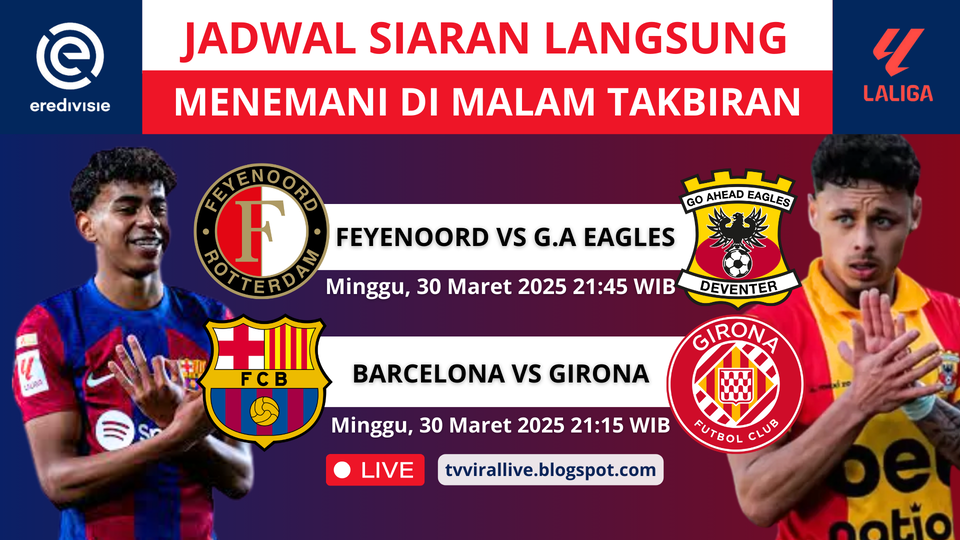 JADWAL SIARAN LANGSUNG
MENEMANI DI MALAM TAKBIRAN
eredivisie
LALIGA
FEYENOORD
ROTTERDAM
F
FEYENOORD VS G.A EAGLES
Minggu, 30 Maret 2025 21:45 WIB
GO AHEAD EAGLES
DEVENTER
FCB
BARCELONA VS GIRONA
Minggu, 30 Maret 2025 21:15 WIB
GIRONA
FUTBOL CLUB
LIVE
tvvirallive.blogspot.com
LALIGA